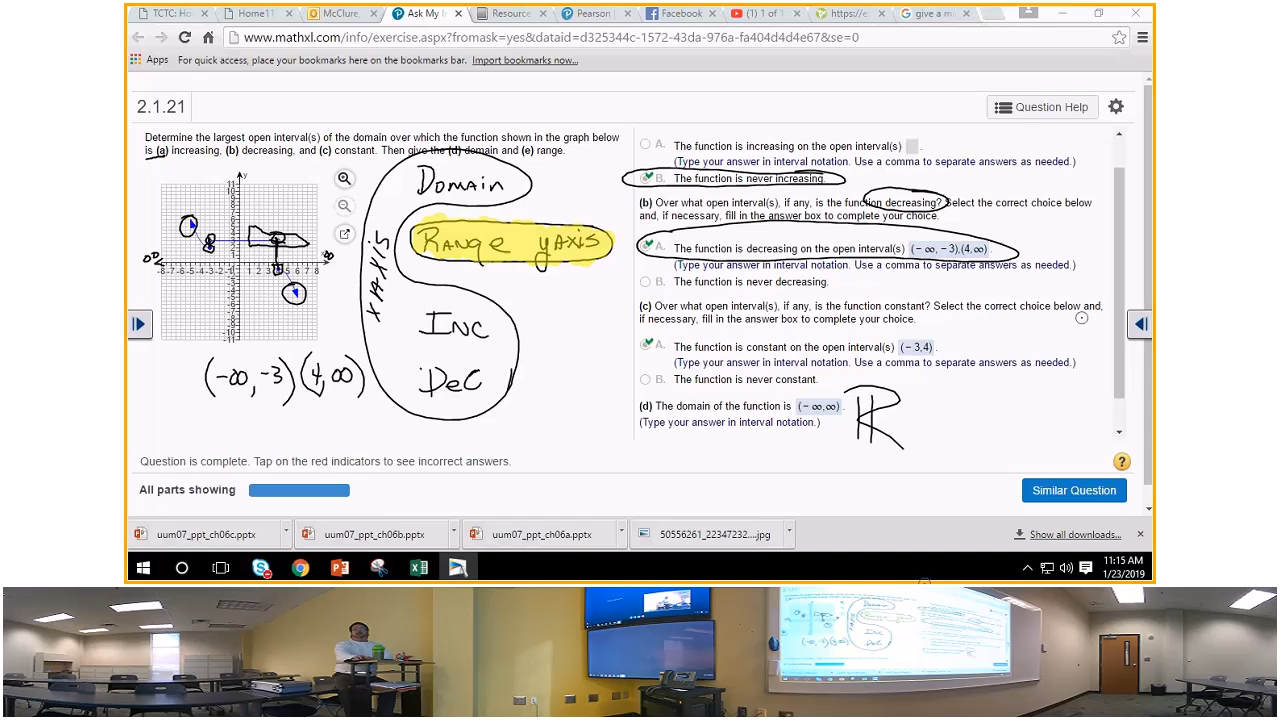 TCTC: Ho
Home11
McClure,
Ask My I
Resource
Pearson
Facebook
(1) 1 of 1
https://e
give a mi
www.mathxl.com/info/exercise.aspx?fromask=yes&dataid=d325344c-1572-43da-976a-fa404d4d4e67&se=0
Apps For quick access, place your bookmarks here on the bookmarks bar. Import bookmarks now...
2.1.21
Question Help
Determine the largest open interval(s) of the domain over which the function shown in the graph below
is (a) increasing, (b) decreasing, and (c) constant. Then give the (d) domain and (e) range.
Domain
Range yaxis
xaxis
INC
DeC
(-∞, -3) (4, ∞)
A. The function is increasing on the open interval(s) .
(Type your answer in interval notation. Use a comma to separate answers as needed.)
B. The function is never increasing.
(b) Over what open interval(s), if any, is the function decreasing? Select the correct choice below
and, if necessary, fill in the answer box to complete your choice.
A. The function is decreasing on the open interval(s) (-∞,-3),(4,∞).
(Type your answer in interval notation. Use a comma to separate answers as needed.)
B. The function is never decreasing.
(c) Over what open interval(s), if any, is the function constant? Select the correct choice below and,
if necessary, fill in the answer box to complete your choice.
A. The function is constant on the open interval(s) (-3,4).
(Type your answer in interval notation. Use a comma to separate answers as needed.)
B. The function is never constant.
(d) The domain of the function is (-∞,∞).
(Type your answer in interval notation.)
ℝ
Question is complete. Tap on the red indicators to see incorrect answers.
All parts showing
Similar Question
uum07_ppt_ch06c.pptx
uum07_ppt_ch06b.pptx
uum07_ppt_ch06a.pptx
50556261_22347232....jpg
Show all downloads...
11:15 AM
1/23/2019